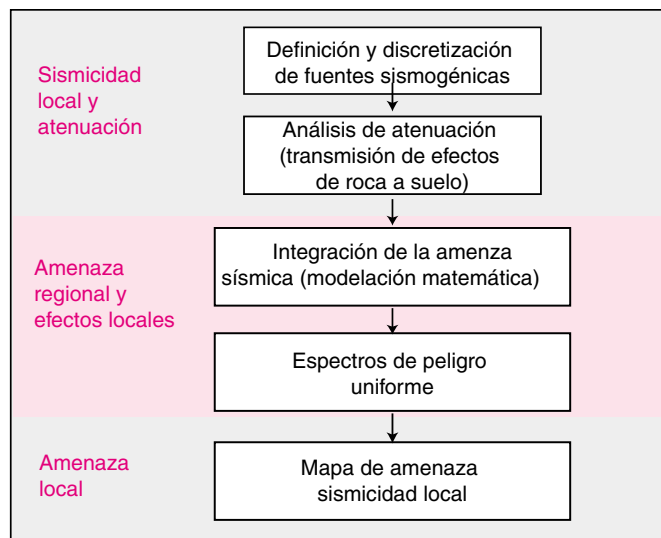 Sismicidad
local y
atenuación
Definición y discretización
de fuentes sismogénicas
Análisis de atenuación
(transmisión de efectos
de roca a suelo)
Amenaza
regional y
efectos locales
Integración de la amenza
sísmica (modelación matemática)
Espectros de peligro
uniforme
Amenaza
local
Mapa de amenaza
sismicidad local